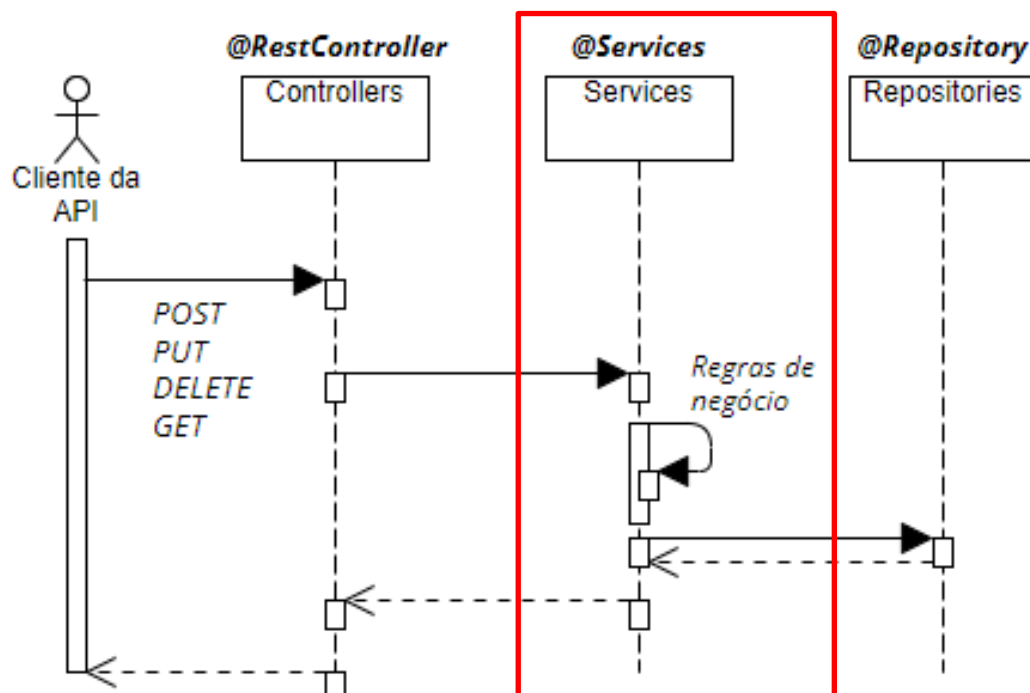 @RestController
@Services
@Repository
Controllers
Services
Repositories
Cliente da
API
POST
PUT
DELETE
GET
Regras de
negócio